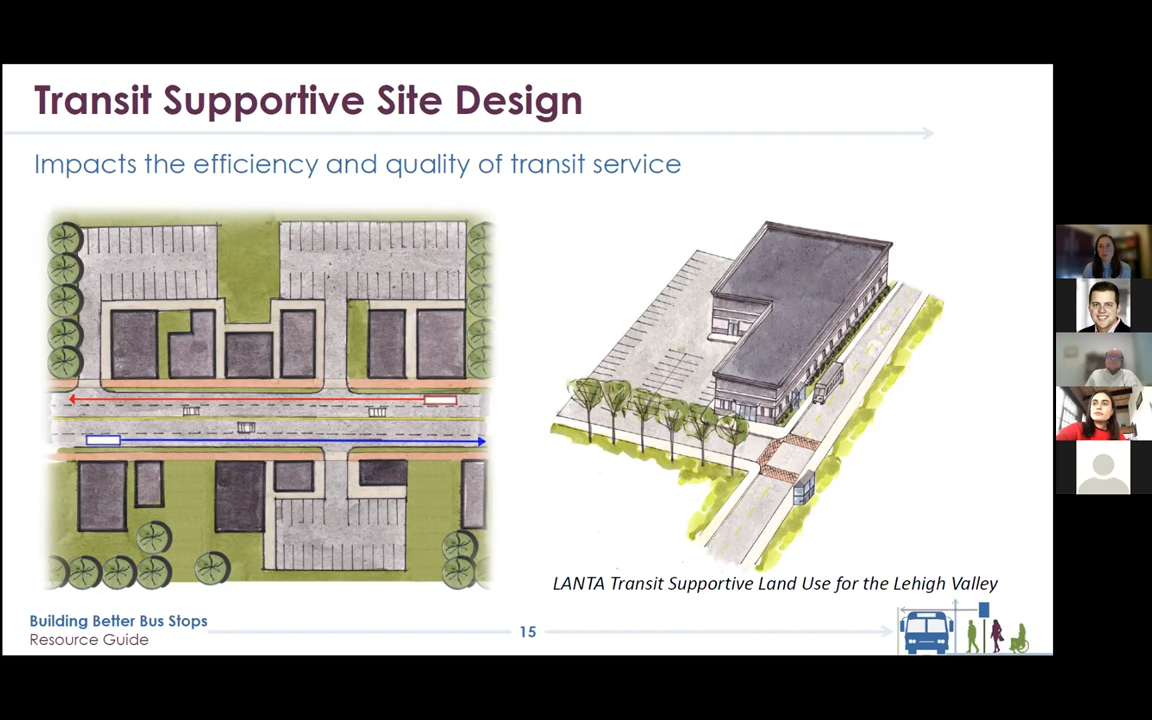 Transit Supportive Site Design
Impacts the efficiency and quality of transit service
LANTA Transit Supportive Land Use for the Lehigh Valley
Building Better Bus Stops
Resource Guide
15